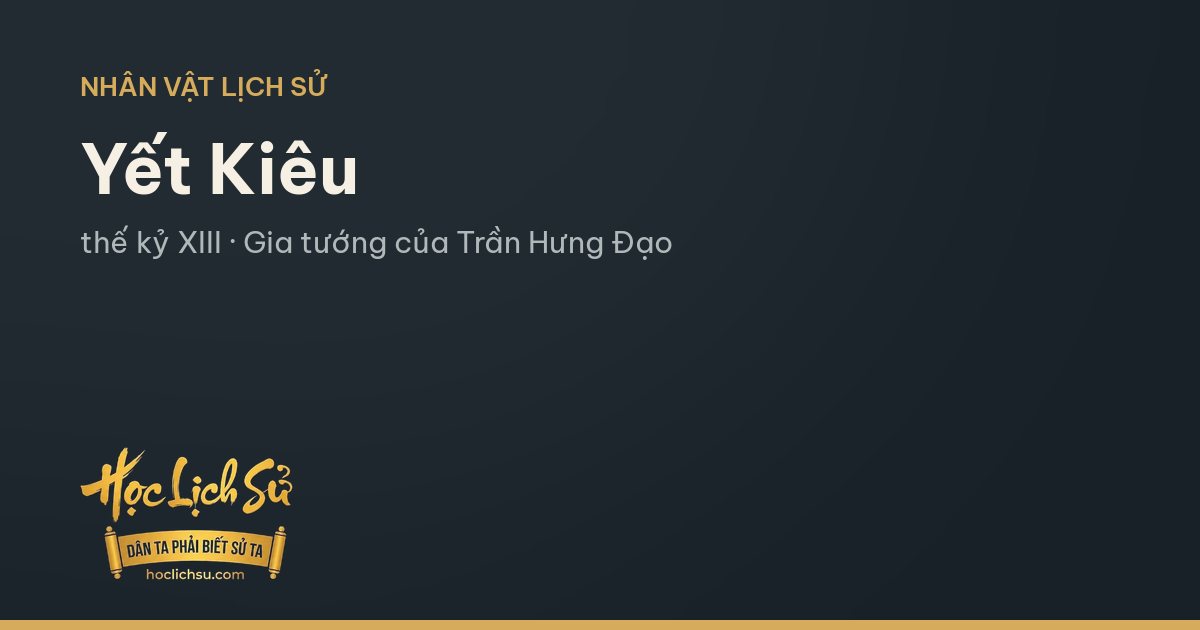 NHÂN VẬT LỊCH SỬ
Yết Kiêu
thế kỷ XIII · Gia tướng của Trần Hưng Đạo
Học Lịch Sử
DÂN TA PHẢI BIẾT SỬ TA
hoclichsu.com